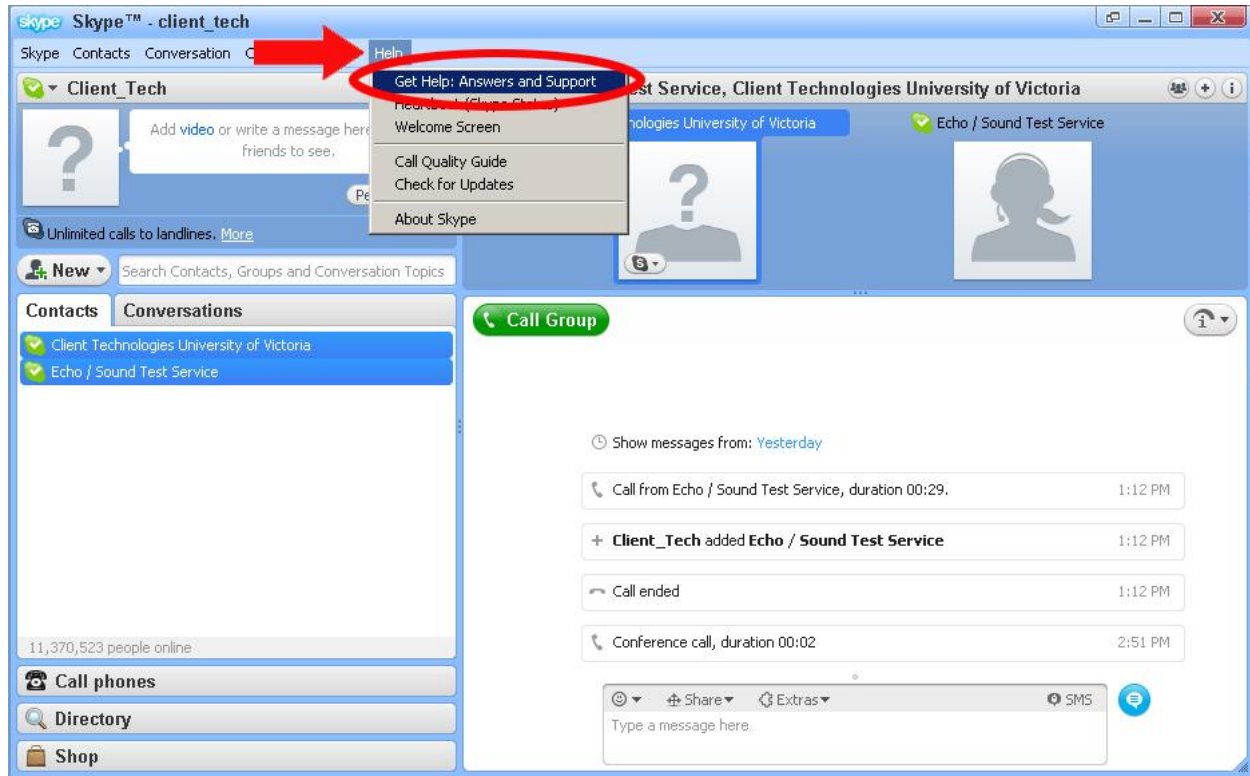 skype Skype™ - client_tech
Skype Contacts Conversation C Help
Get Help: Answers and Support
Heartbeat (Skype Status)
Welcome Screen
Call Quality Guide
Check for Updates
About Skype
Client_Tech
st Service, Client Technologies University of Victoria
Add video or write a message here
friends to see.
Pe
nologies University of Victoria
Echo / Sound Test Service
Unlimited calls to landlines. More
New
Search Contacts, Groups and Conversation Topics
Contacts Conversations
Client Technologies University of Victoria
Echo / Sound Test Service
11,370,523 people online
Call phones
Directory
Shop
Call Group
Show messages from: Yesterday
Call from Echo / Sound Test Service, duration 00:29. 1:12 PM
Client_Tech added Echo / Sound Test Service 1:12 PM
Call ended 1:12 PM
Conference call, duration 00:02 2:51 PM
Share Extras SMS
Type a message here